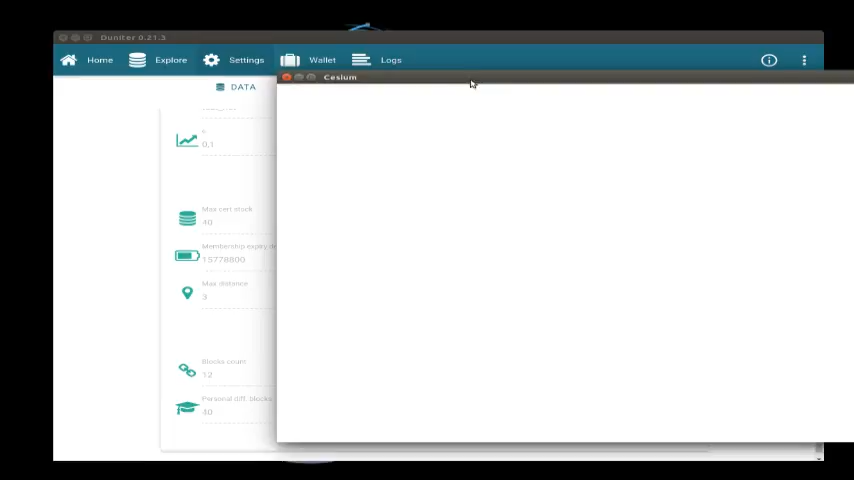 Duniter 0.21.3
Home Explore Settings Wallet Logs
Cesium
DATA
0,1
Max cert stock
40
Membership expiry de
15778800
Max distance
3
Blocks count
12
Personal diff. blocks
40